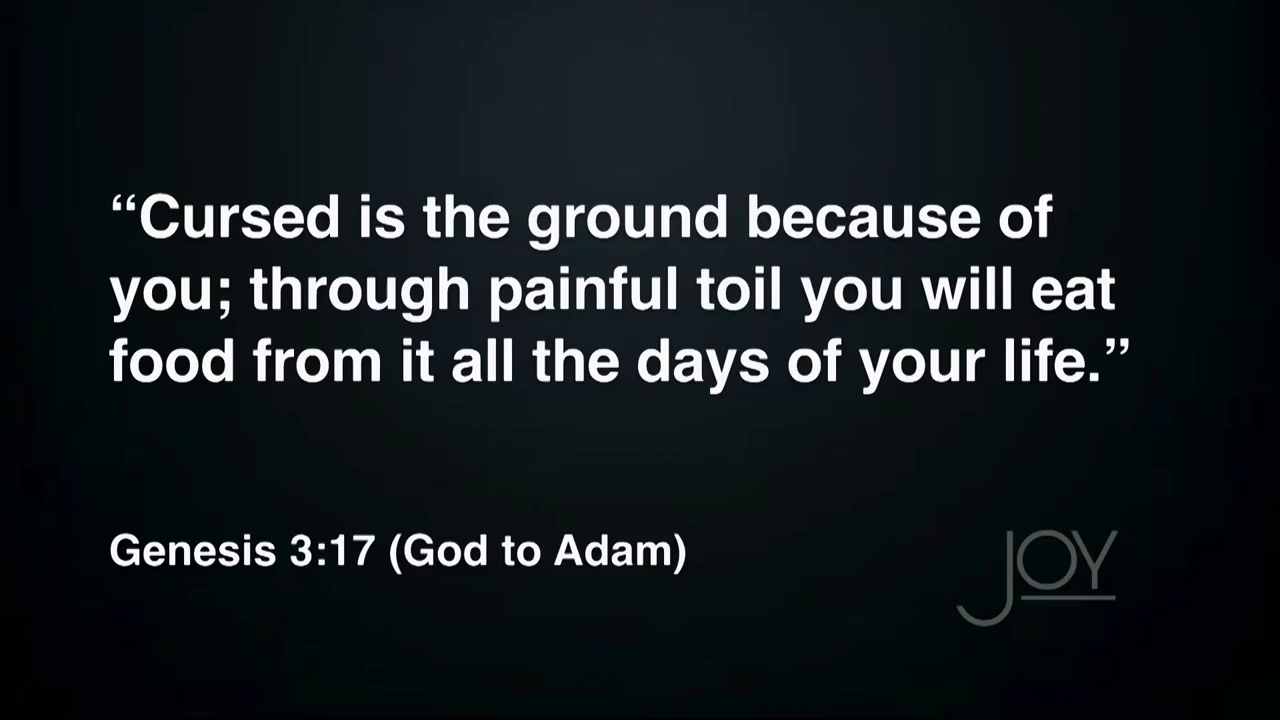 “Cursed is the ground because of
you; through painful toil you will eat
food from it all the days of your life.”
Genesis 3:17 (God to Adam)
JOY